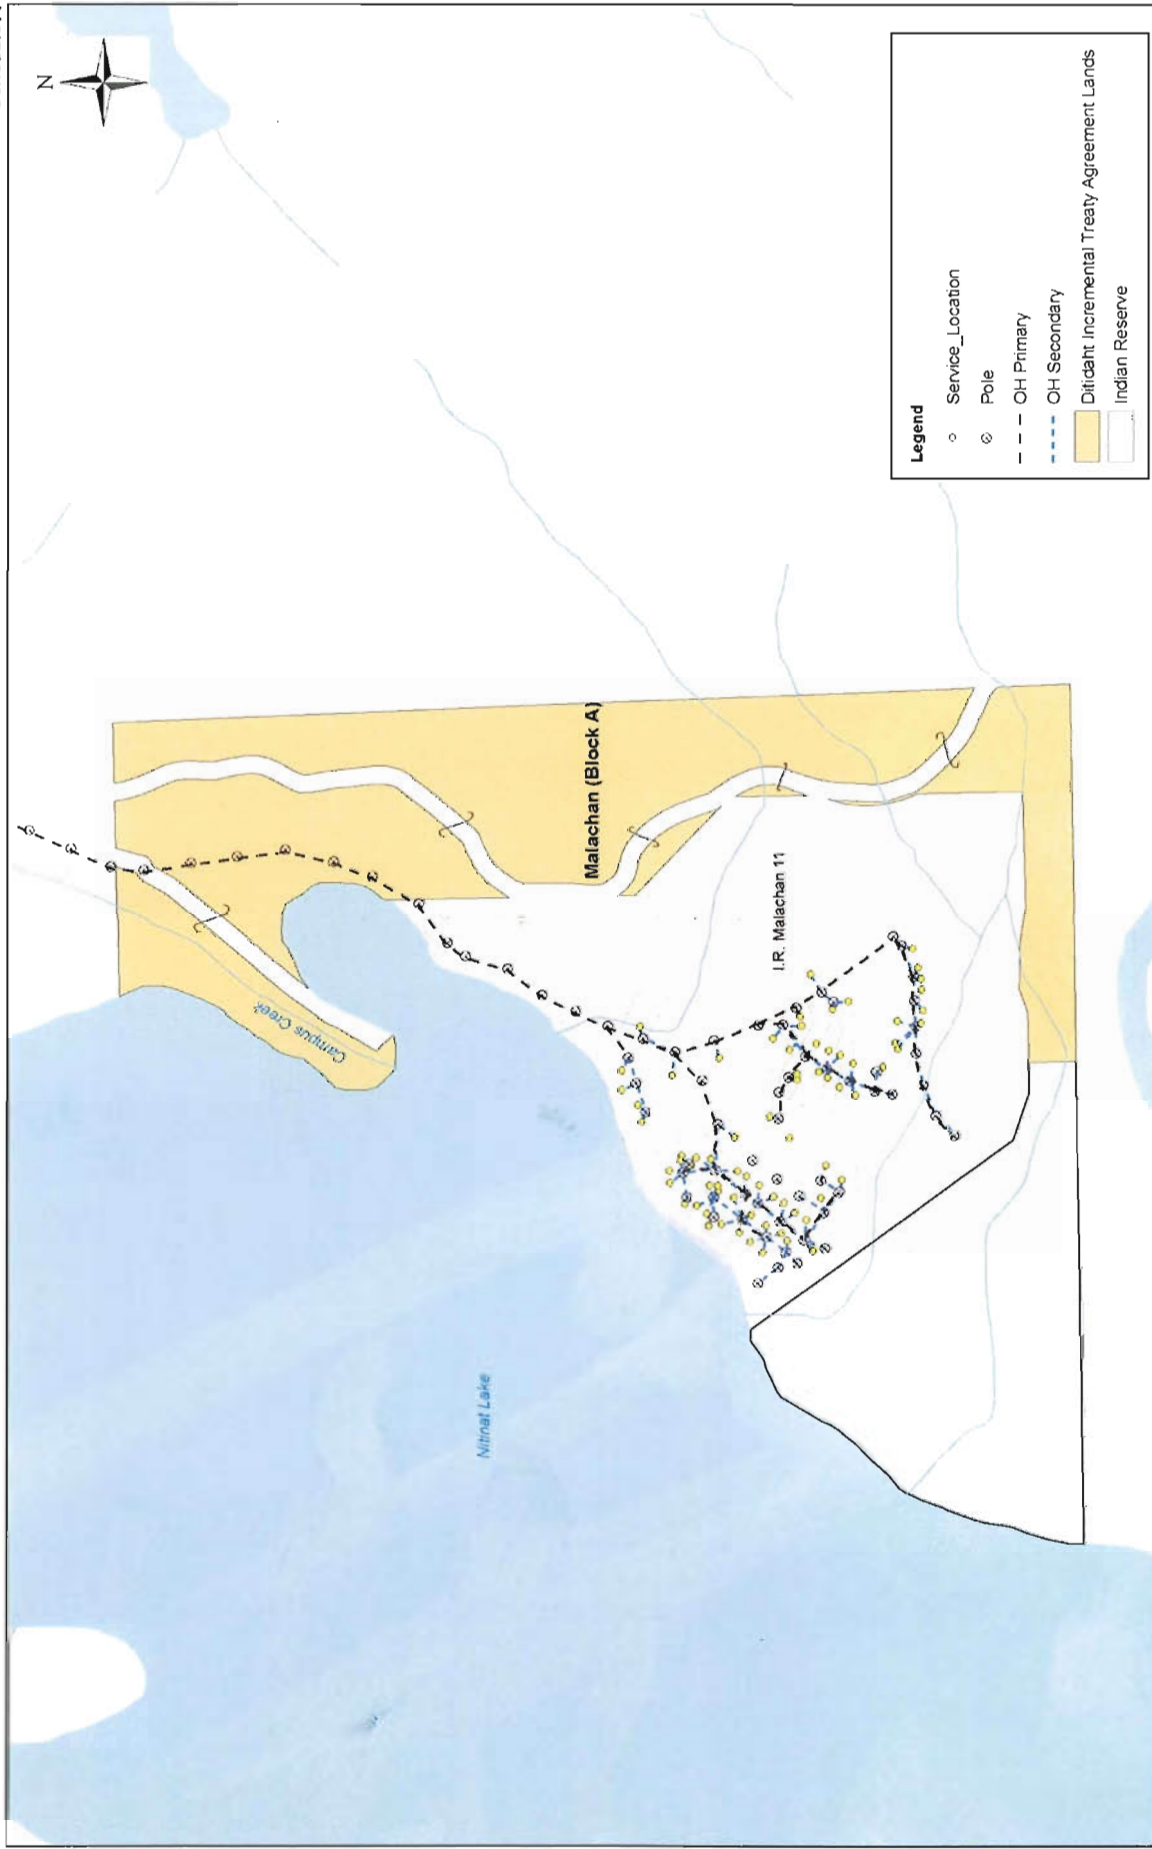 N
Campus Creek
Malachan (Block A)
I.R. Malachan 11
Nitinat Lake
Legend
Service_Location
Pole
OH Primary
OH Secondary
Ditidaht Incremental Treaty Agreement Lands
Indian Reserve